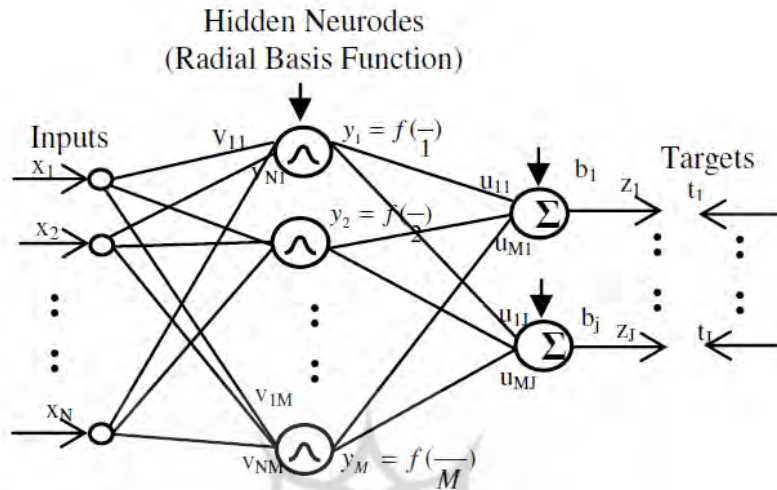 Hidden Neurodes
(Radial Basis Function)
Inputs
Targets
x1
x2
xN
V11
vN1
v1M
vNM
y1 = f(—1)
y2 = f(—2)
yM = f(—M)
u11
uM1
u1J
uMJ
Σ
Σ
b1
bj
z1
zJ
t1
tJ